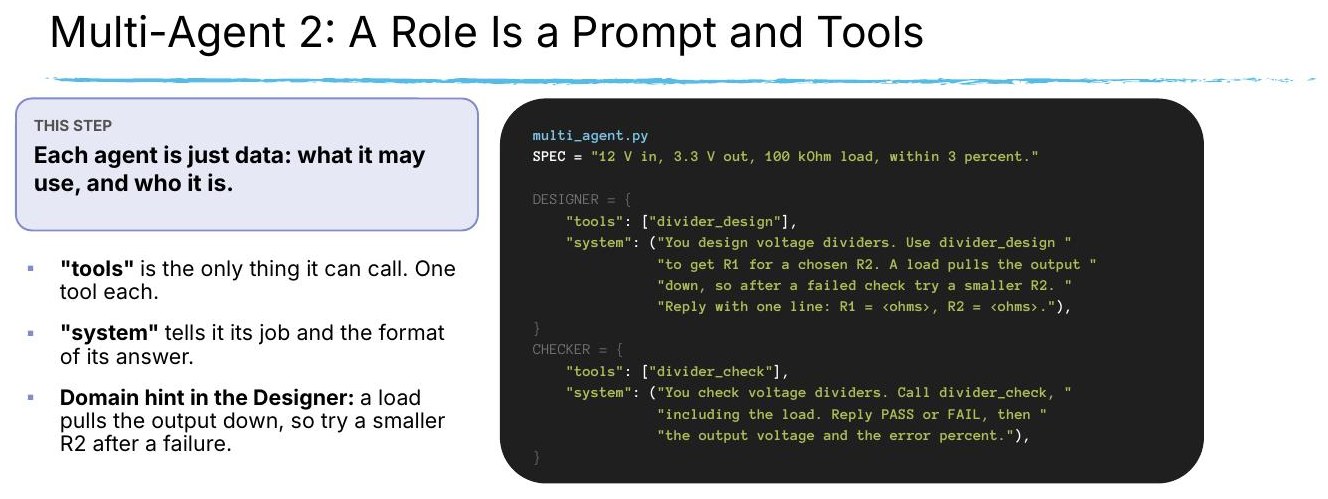 Multi-Agent 2: A Role Is a Prompt and Tools
THIS STEP
Each agent is just data: what it may
use, and who it is.
"tools" is the only thing it can call. One
tool each.
"system" tells it its job and the format
of its answer.
Domain hint in the Designer: a load
pulls the output down, so try a smaller
R2 after a failure.
multi_agent.py
SPEC = "12 V in, 3.3 V out, 100 kOhm load, within 3 percent."
DESIGNER = {
"tools": ["divider_design"],
"system": ("You design voltage dividers. Use divider_design "
"to get R1 for a chosen R2. A load pulls the output "
"down, so after a failed check try a smaller R2. "
"Reply with one line: R1 = <ohms>, R2 = <ohms>."),
}
CHECKER = {
"tools": ["divider_check"],
"system": ("You check voltage dividers. Call divider_check, "
"including the load. Reply PASS or FAIL, then "
"the output voltage and the error percent."),
}